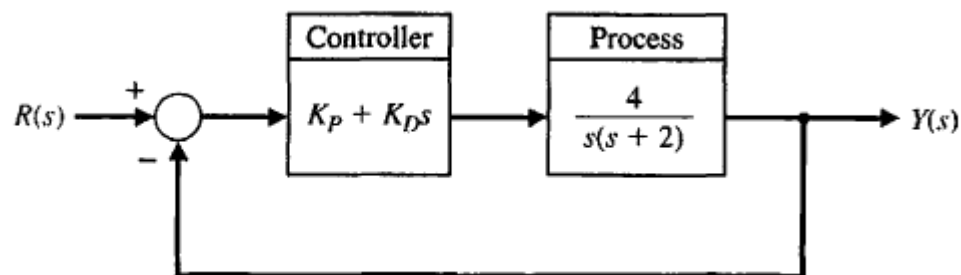 Controller
Process
+
R(s)
K_P + K_D s
4
s(s + 2)
Y(s)
−